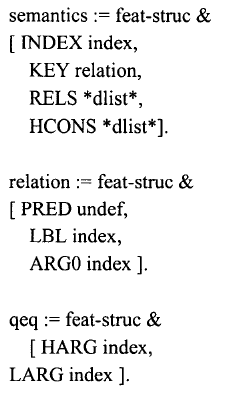 semantics := feat-struc &
[ INDEX index,
KEY relation,
RELS *dlist*,
HCONS *dlist*].
relation := feat-struc &
[ PRED undef,
LBL index,
ARG0 index ].
qeq := feat-struc &
[ HARG index,
LARG index ].